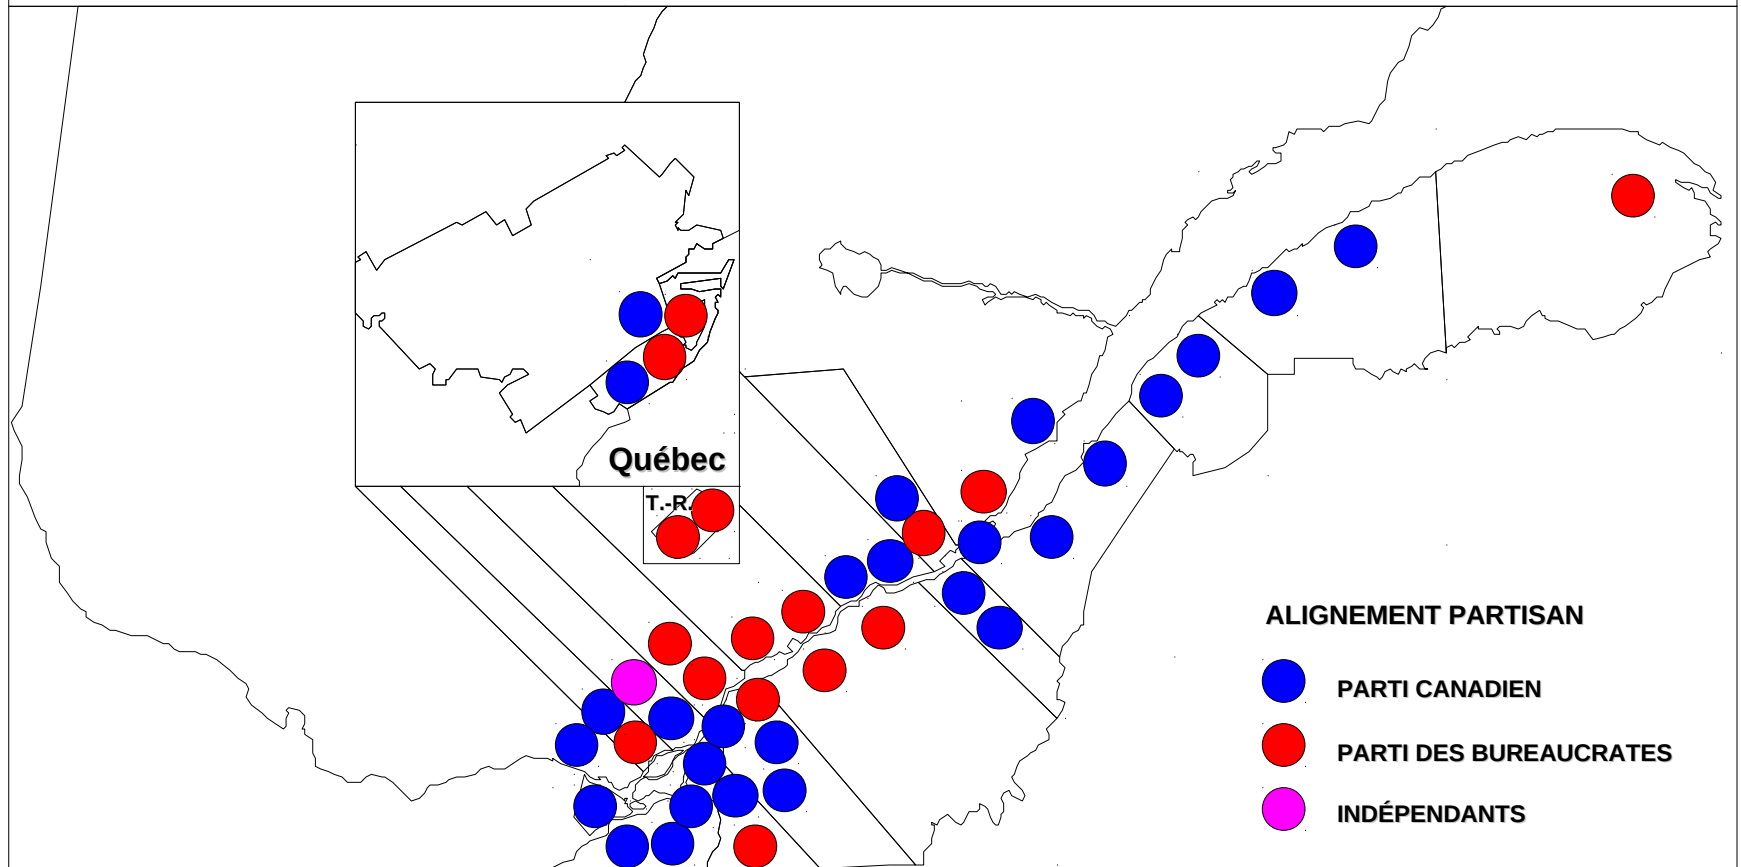 Québec
T.-R.
ALIGNEMENT PARTISAN
PARTI CANADIEN
PARTI DES BUREAUCRATES
INDÉPENDANTS